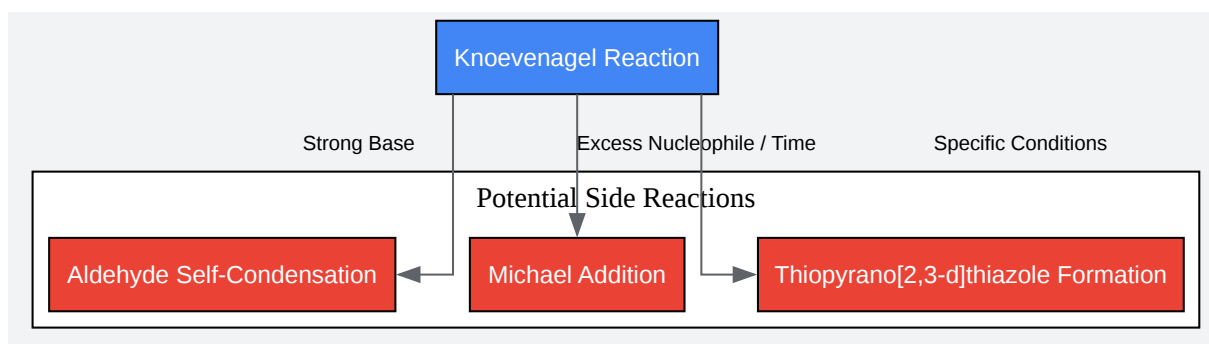 Knoevenagel Reaction
Strong Base
Excess Nucleophile / Time
Specific Conditions
Potential Side Reactions
Aldehyde Self-Condensation
Michael Addition
Thiopyrano[2,3-d]thiazole Formation